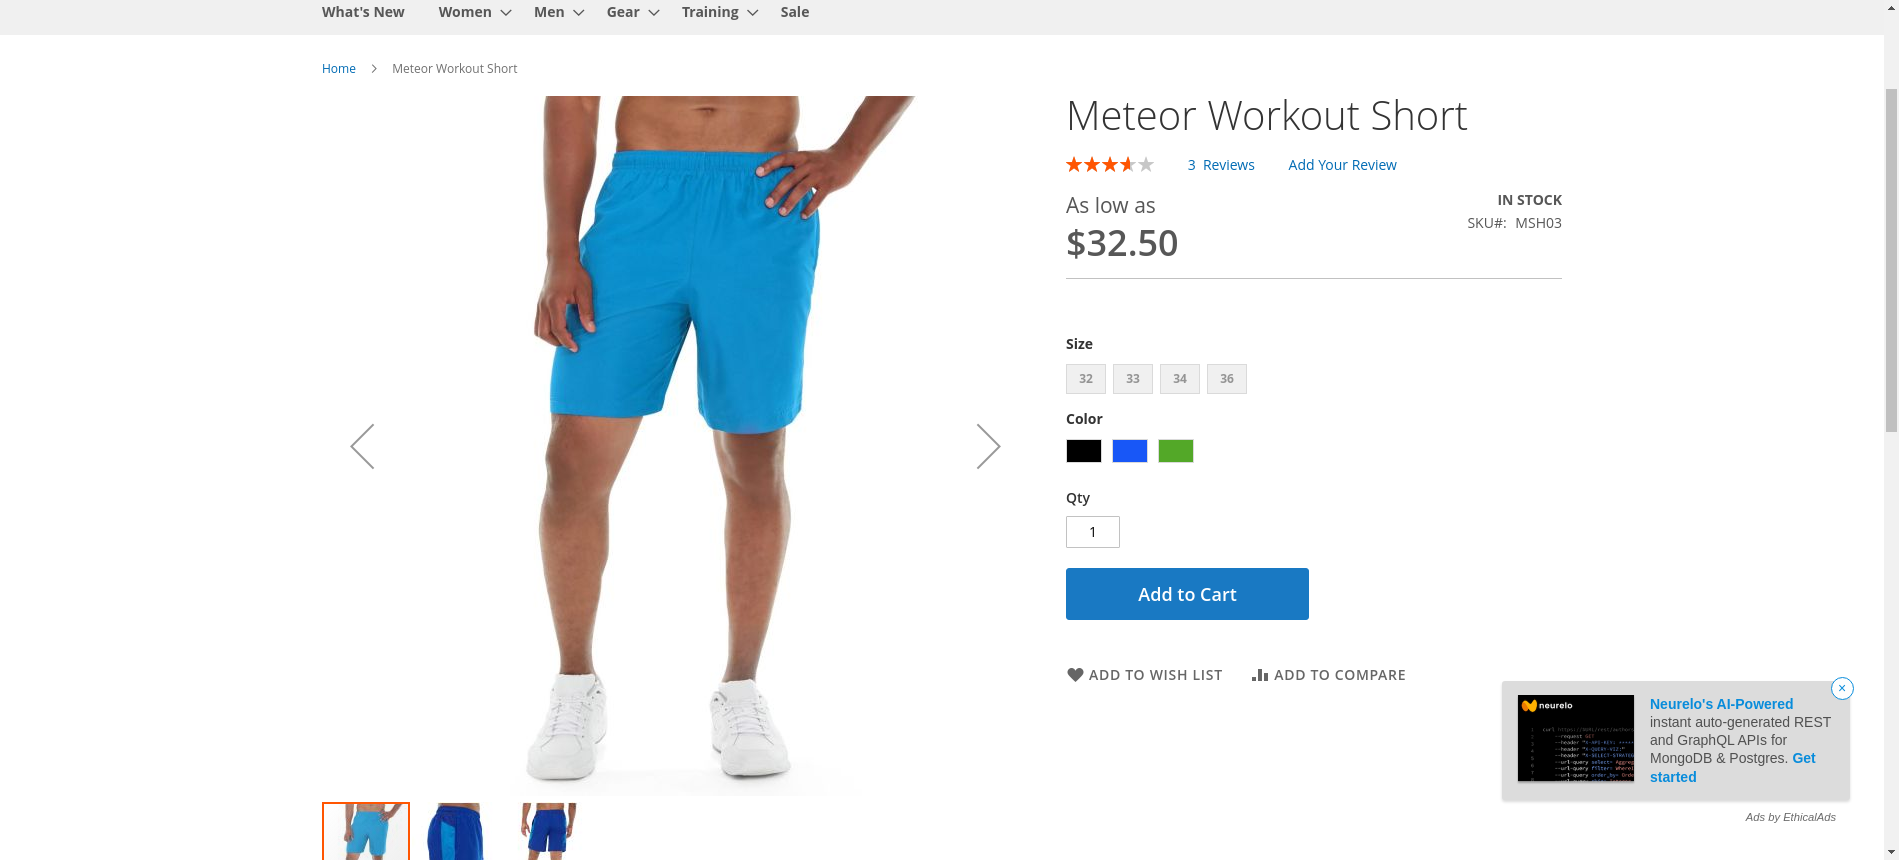 What's New Women Men Gear Training Sale
Home Meteor Workout Short
Meteor Workout Short
3 Reviews Add Your Review
As low as
$32.50
IN STOCK
SKU#: MSH03
Size
32 33 34 36
Color
Qty
1
Add to Cart
ADD TO WISH LIST ADD TO COMPARE
neurelo
Neurelo's AI-Powered
instant auto-generated REST
and GraphQL APIs for
MongoDB & Postgres. Get
started
Ads by EthicalAds